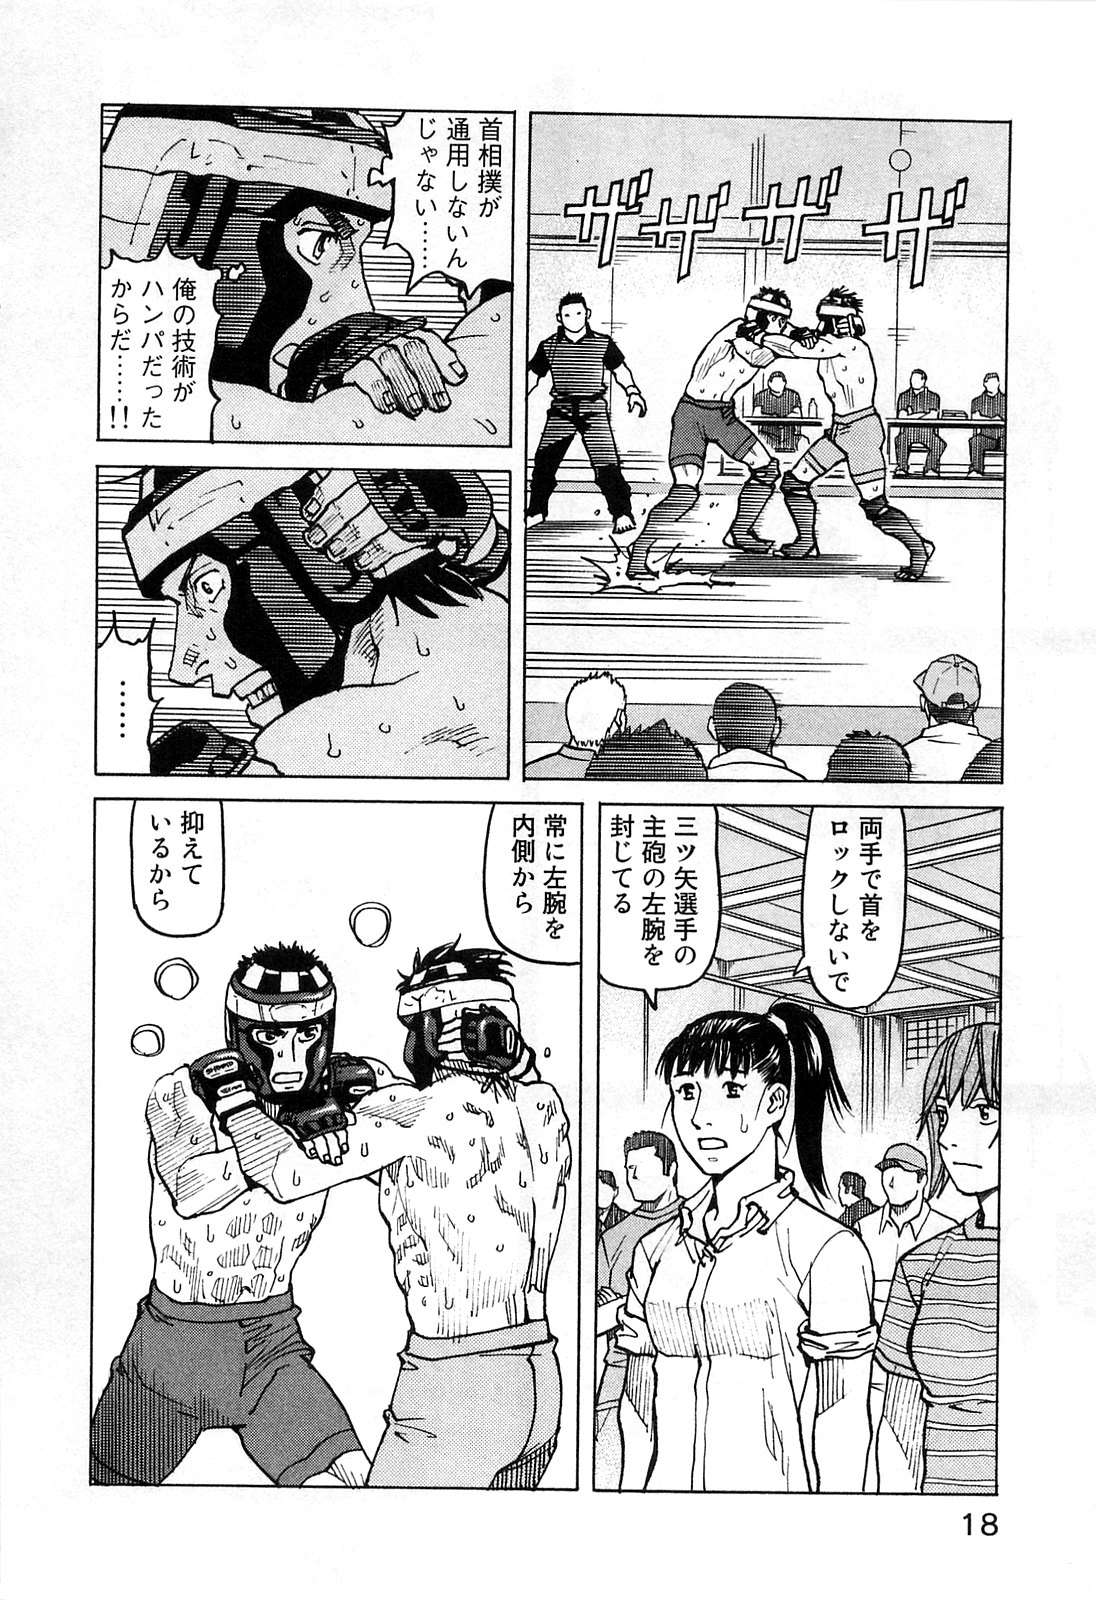 ザザザザ
首相撲が
通用しないん
じゃない……
俺の技術が
ハンパだった
からだ……!!
……
両手で首を
ロックしないで
三ツ矢選手の
主砲の左腕を
封じてる
常に左腕を
内側から
抑えて
いるから
18